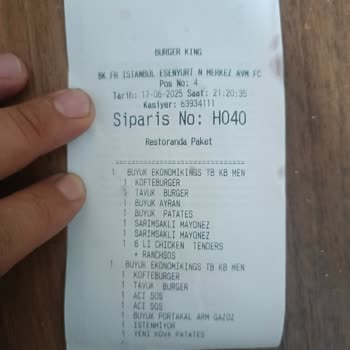 BURGER KING
BK FR ISTANBUL ESENYURT N MERKEZ AVM FC
Pos No: 4
Tarih: 17-06-2025 Saat: 21:20:35
Kasiyer: 63934111
Siparis No: H040
Restoranda Paket
==============================
1 BUYUK EKONOMIKINGS TB KB MEN
1 KOFTEBURGER
1 TAVUK BURGER
1 BUYUK AYRAN
1 BUYUK PATATES
1 SARIMSAKLI MAYONEZ
1 SARIMSAKLI MAYONEZ
1 6 LI CHICKEN TENDERS
+ RANCHSOS
1 BUYUK EKONOMIKINGS TB KB MEN
1 KOFTEBURGER
1 TAVUK BURGER
1 ACI SOS
1 ACI SOS
1 BUYUK PORTAKAL ARM GAZOZ
1 ISTENMIYOR
1 YENI KOVA PATATES